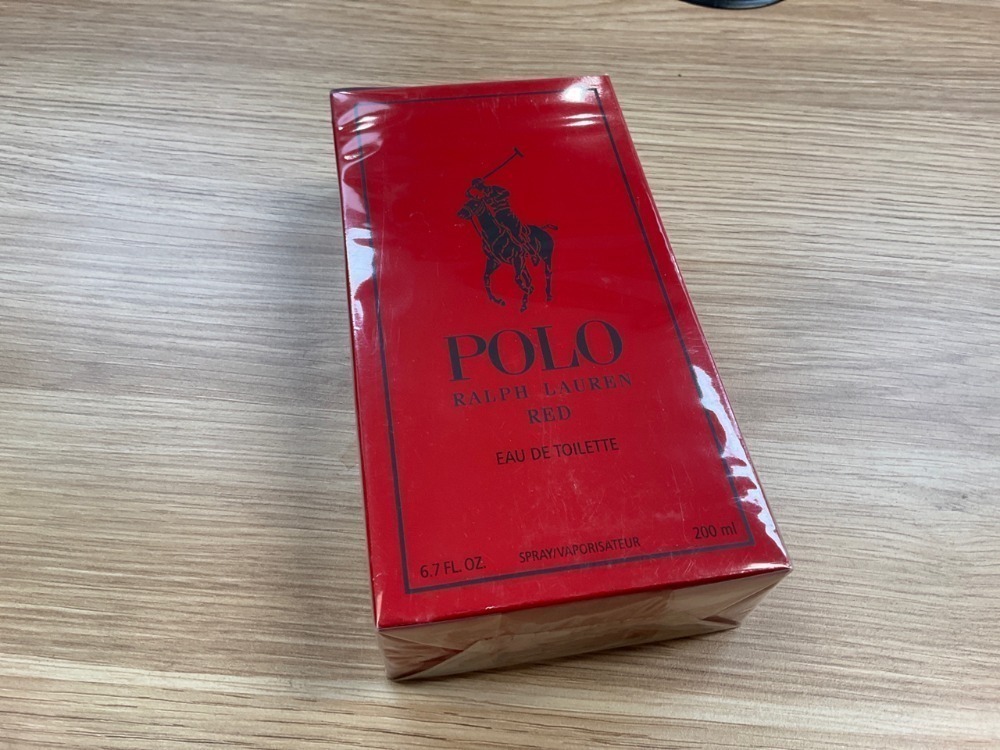 POLO
RALPH LAUREN
RED
EAU DE TOILETTE
6.7 FL. OZ. SPRAY/VAPORISATEUR 200 ml